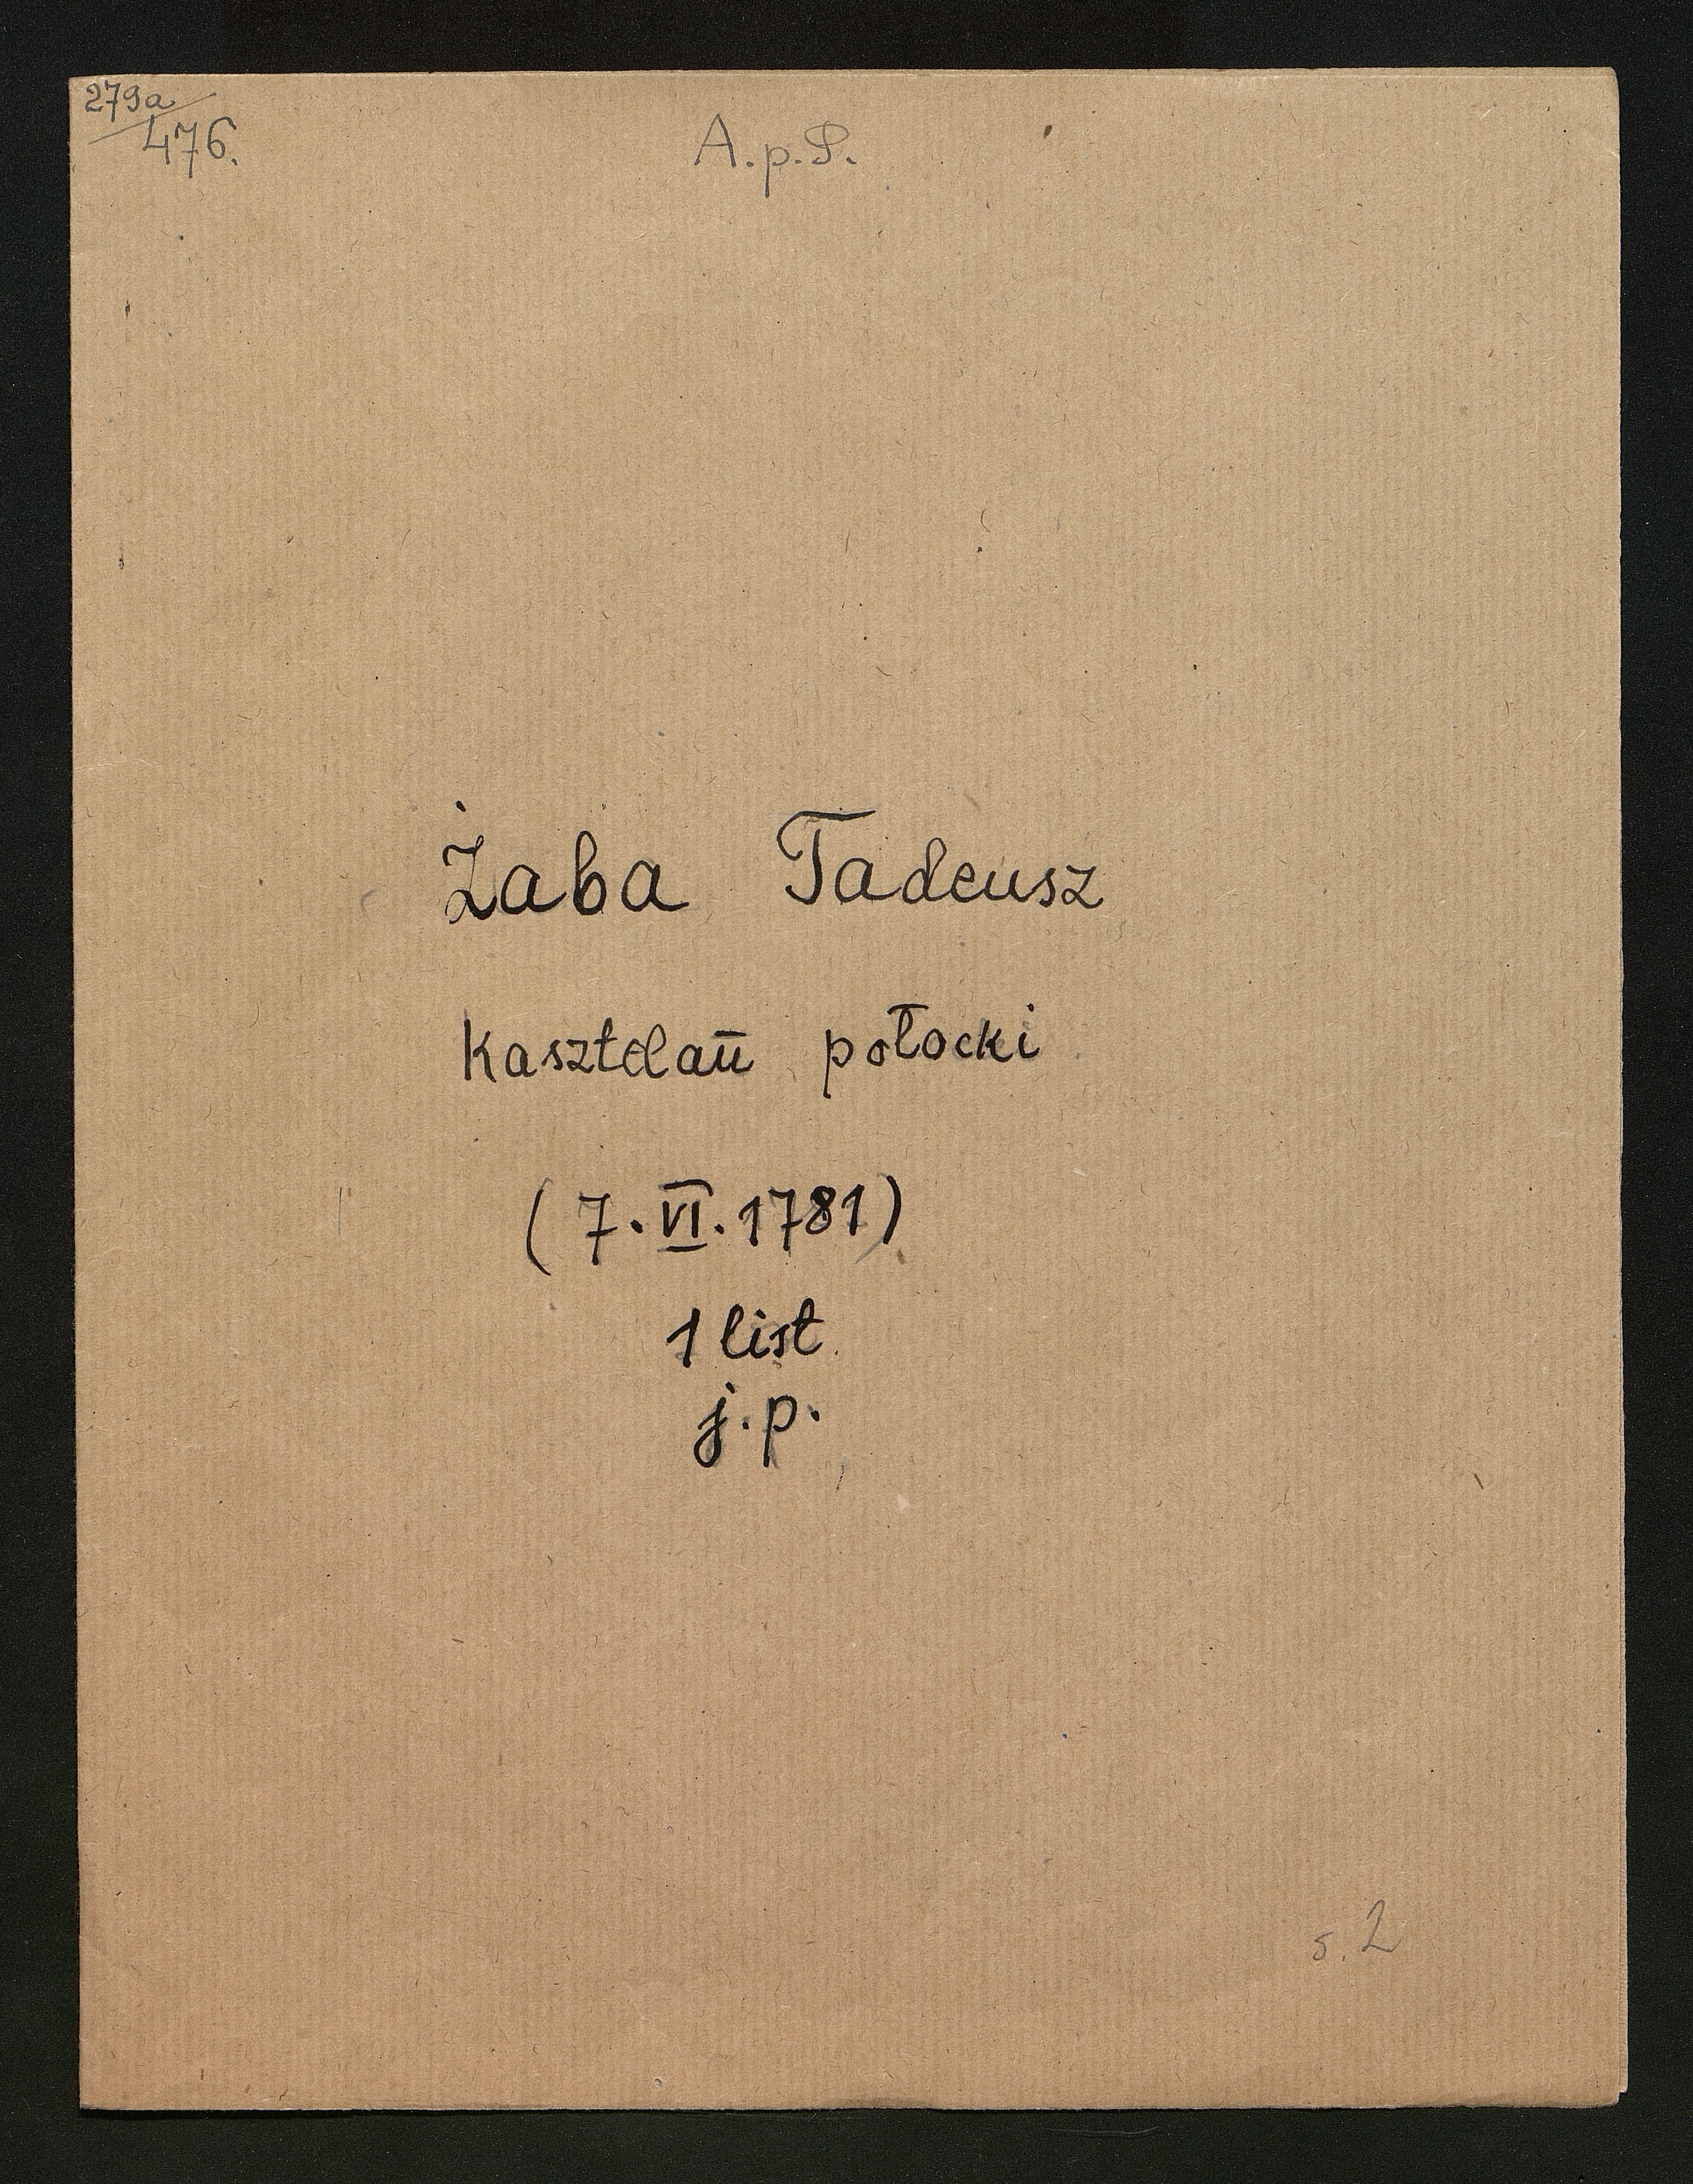 279a/476.
A.p.P.
Żaba Tadeusz
Kasztelan połocki
(7.VI.1781)
1 list
j.p.
s.2